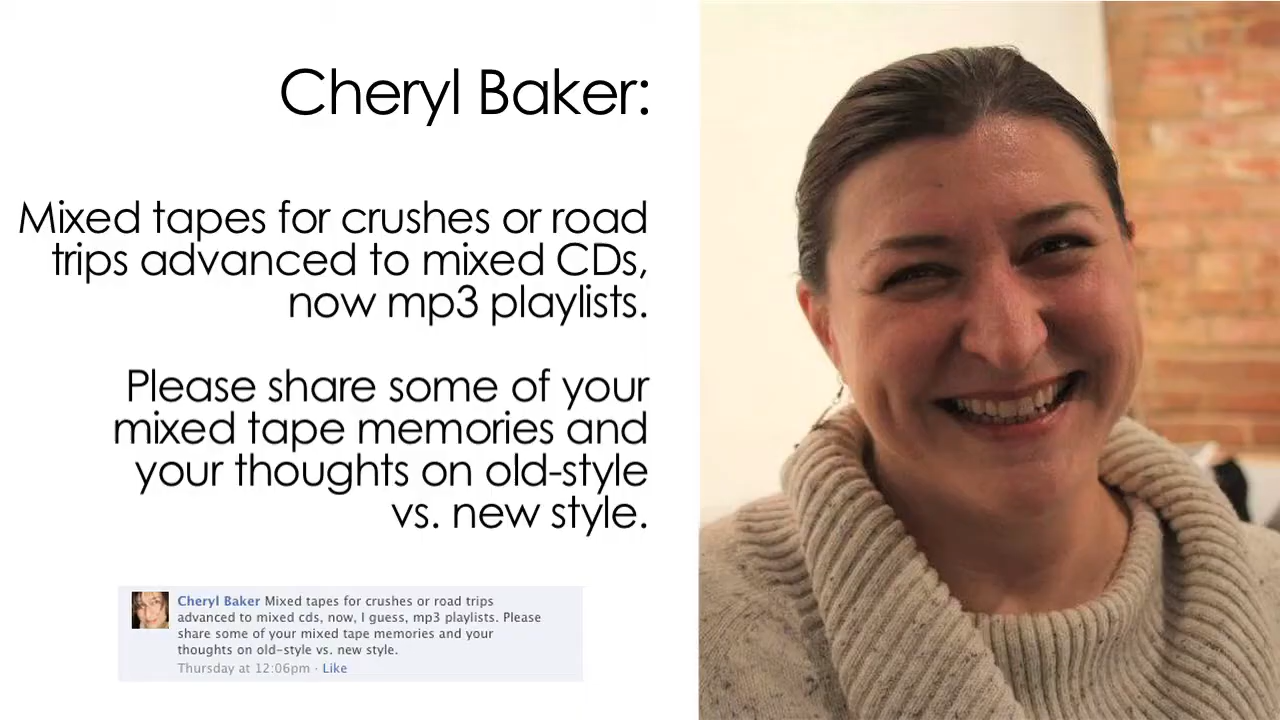 Cheryl Baker:
Mixed tapes for crushes or road
trips advanced to mixed CDs,
now mp3 playlists.
Please share some of your
mixed tape memories and
your thoughts on old-style
vs. new style.
Cheryl Baker Mixed tapes for crushes or road trips
advanced to mixed cds, now, I guess, mp3 playlists. Please
share some of your mixed tape memories and your
thoughts on old-style vs. new style.
Thursday at 12:06pm · Like